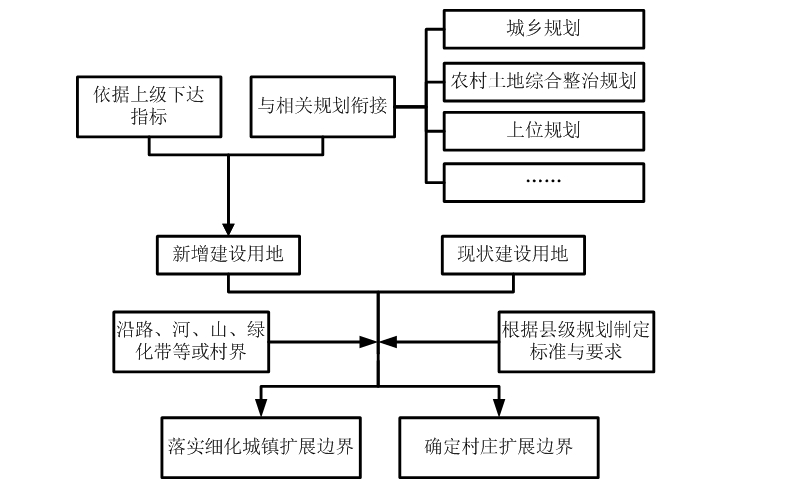 城乡规划
农村土地综合整治规划
依据上级下达
指标
与相关规划衔接
上位规划
……
新增建设用地
现状建设用地
沿路、河、山、绿
化带等或村界
根据县级规划制定
标准与要求
落实细化城镇扩展边界
确定村庄扩展边界